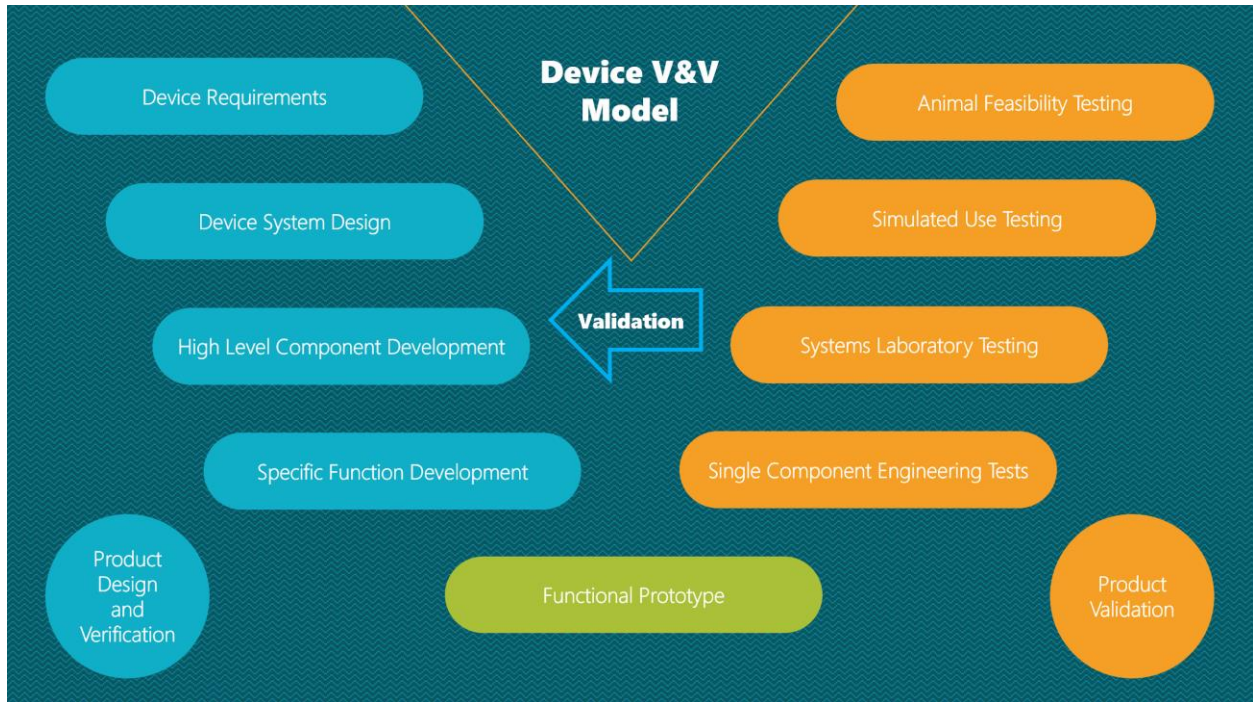 Device V&V
Model
Device Requirements
Animal Feasibility Testing
Device System Design
Simulated Use Testing
Validation
High Level Component Development
Systems Laboratory Testing
Specific Function Development
Single Component Engineering Tests
Product
Design
and
Verification
Functional Prototype
Product
Validation